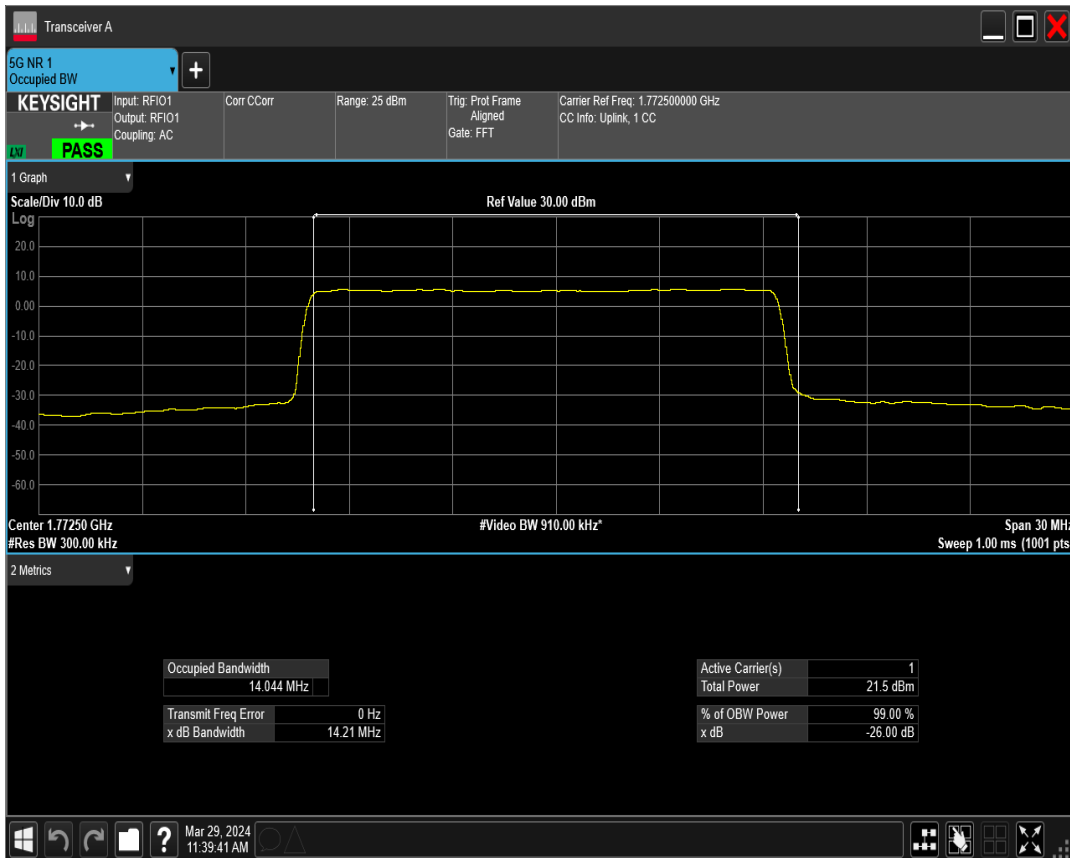 Transceiver A
5G NR 1
Occupied BW
+
KEYSIGHT
LXI
PASS
Input: RFIO1
Output: RFIO1
Coupling: AC
Corr CCorr
Range: 25 dBm
Trig: Prot Frame
Aligned
Gate: FFT
Carrier Ref Freq: 1.772500000 GHz
CC Info: Uplink, 1 CC
1 Graph
Scale/Div 10.0 dB
Ref Value 30.00 dBm
Log
20.0
10.0
0.00
-10.0
-20.0
-30.0
-40.0
-50.0
-60.0
Center 1.77250 GHz
#Video BW 910.00 kHz*
Span 30 MHz
#Res BW 300.00 kHz
Sweep 1.00 ms (1001 pts
2 Metrics
Occupied Bandwidth
14.044 MHz
Transmit Freq Error 0 Hz
x dB Bandwidth 14.21 MHz
Active Carrier(s) 1
Total Power 21.5 dBm
% of OBW Power 99.00 %
x dB -26.00 dB
?
Mar 29, 2024
11:39:41 AM